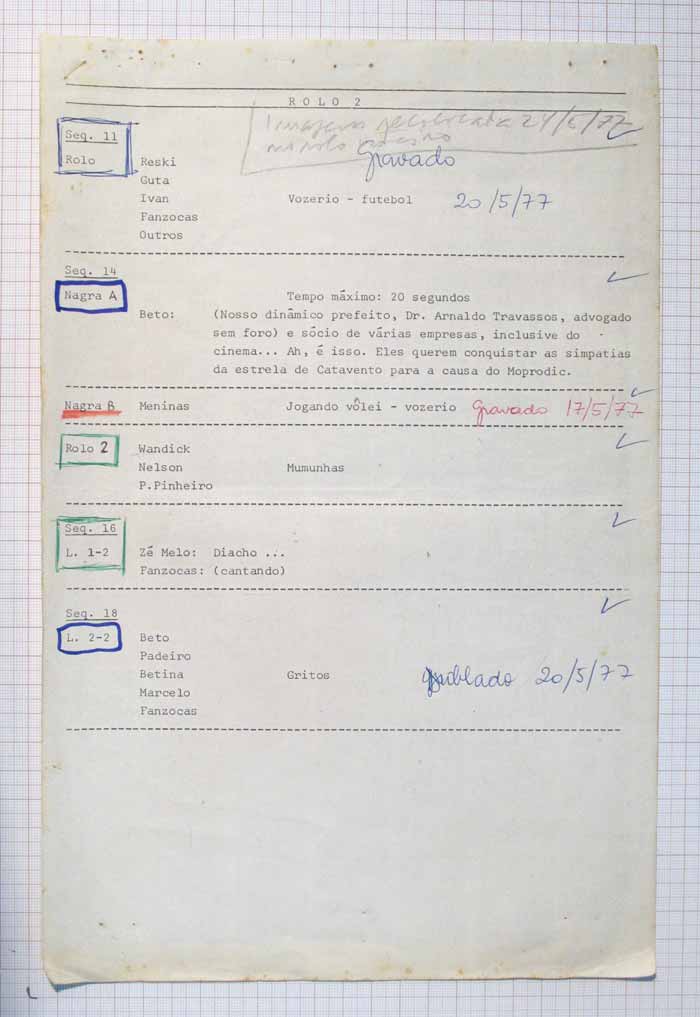 ROLO 2
Imagem 24/5/77
Seq. 11
Rolo Reski gravado
Guta
Ivan Vozerio - futebol 20/5/77
Fanzocas
Outros
Seq. 14
Nagra A Tempo máximo: 20 segundos
Beto: (Nosso dinâmico prefeito, Dr. Arnaldo Travassos, advogado
sem foro) e sócio de várias empresas, inclusive do
cinema... Ah, é isso. Eles querem conquistar as simpatias
da estrela de Catavento para a causa do Moprodic.
Nagra B Meninas Jogando vôlei - vozerio Gravado 17/5/77
Rolo 2 Wandick
Nelson Mumunhas
P.Pinheiro
Seq. 16
L. 1-2 Zé Melo: Diacho ...
Fanzocas: (cantando)
Seq. 18
L. 2-2 Beto
Padeiro
Betina Gritos dublado 20/5/77
Marcelo
Fanzocas